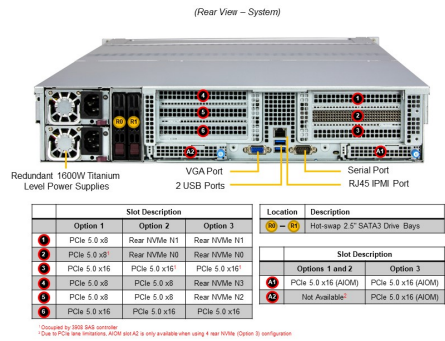 (Rear View – System)
4
5
6
R0
R1
1
2
3
A2
A1
Redundant 1600W Titanium
Level Power Supplies
VGA Port
2 USB Ports
Serial Port
RJ45 IPMI Port
Slot Description
Option 1 Option 2 Option 3
1 PCIe 5.0 x8 Rear NVMe N1 Rear NVMe N1
2 PCIe 5.0 x8¹ Rear NVMe N0 Rear NVMe N0
3 PCIe 5.0 x16 PCIe 5.0 x16¹ PCIe 5.0 x16¹
4 PCIe 5.0 x8 PCIe 5.0 x8 Rear NVMe N3
5 PCIe 5.0 x8 PCIe 5.0 x8 Rear NVMe N2
6 PCIe 5.0 x16 PCIe 5.0 x16 PCIe 5.0 x16
¹ Occupied by 3908 SAS controller
² Due to PCIe lane limitations, AIOM slot A2 is only available when using 4 rear NVMe (Option 3) configuration
Location Description
R0 – R1 Hot-swap 2.5" SATA3 Drive Bays
Slot Description
Options 1 and 2 Option 3
A1 PCIe 5.0 x16 (AIOM) PCIe 5.0 x16 (AIOM)
A2 Not Available² PCIe 5.0 x16 (AIOM)